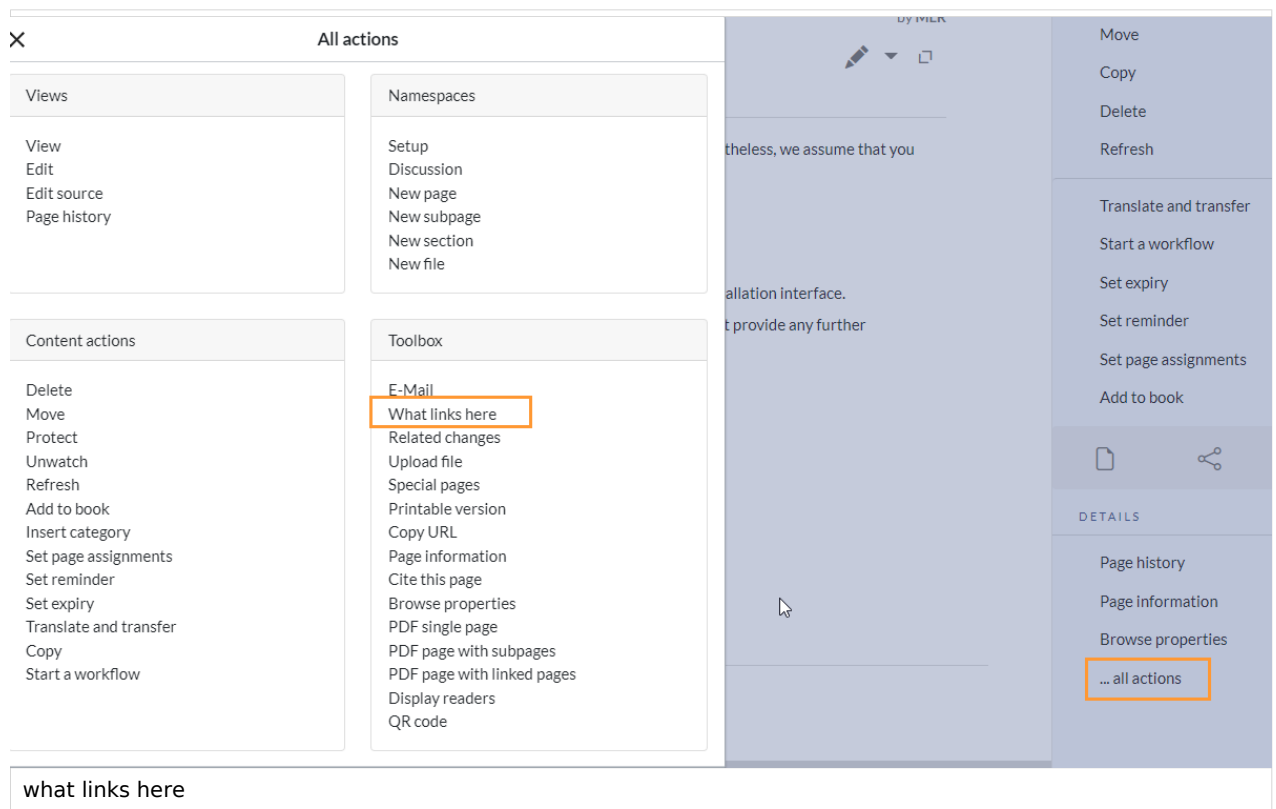 All actions
Views
View
Edit
Edit source
Page history
Namespaces
Setup
Discussion
New page
New subpage
New section
New file
Content actions
Delete
Move
Protect
Unwatch
Refresh
Add to book
Insert category
Set page assignments
Set reminder
Set expiry
Translate and transfer
Copy
Start a workflow
Toolbox
E-Mail
What links here
Related changes
Upload file
Special pages
Printable version
Copy URL
Page information
Cite this page
Browse properties
PDF single page
PDF page with subpages
PDF page with linked pages
Display readers
QR code
by MLR
theless, we assume that you
allation interface.
t provide any further
Move
Copy
Delete
Refresh
Translate and transfer
Start a workflow
Set expiry
Set reminder
Set page assignments
Add to book
DETAILS
Page history
Page information
Browse properties
... all actions
what links here